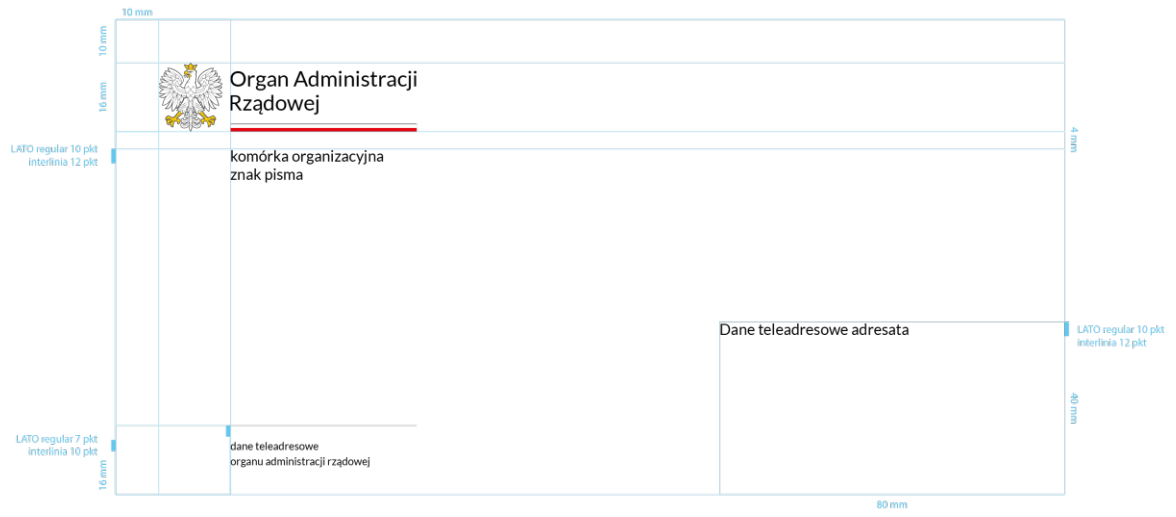 10 mm
10 mm
16 mm
Organ Administracji
Rządowej
4 mm
LATO regular 10 pkt
interlinia 12 pkt
komórka organizacyjna
znak pisma
Dane teleadresowe adresata
LATO regular 10 pkt
interlinia 12 pkt
40 mm
LATO regular 7 pkt
interlinia 10 pkt
dane teleadresowe
organu administracji rządowej
16 mm
80 mm